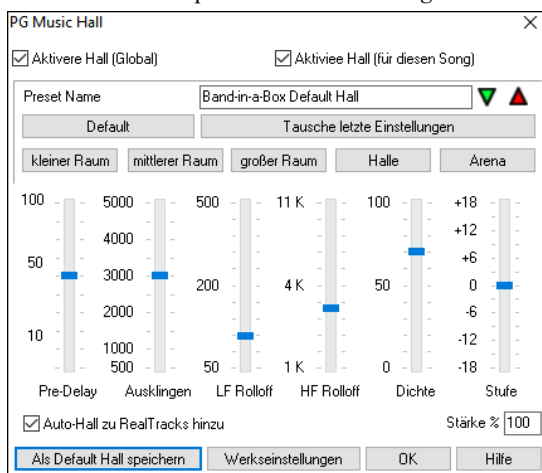 PG Music Hall
Aktivere Hall (Global) Aktiviee Hall (für diesen Song)
Preset Name Band-in-a-Box Default Hall
Default Tausche letzte Einstellungen
kleiner Raum mittlerer Raum großer Raum Halle Arena
100 5000 500 11 K 100 +18
4000 +12
50 +6
3000 200 4 K 50 0
2000 -6
10 -12
1000
500 50 1 K 0 -18
Pre-Delay Ausklingen LF Rolloff HF Rolloff Dichte Stufe
Auto-Hall zu RealTracks hinzu Stärke % 100
Als Default Hall speichern Werkseinstellungen OK Hilfe